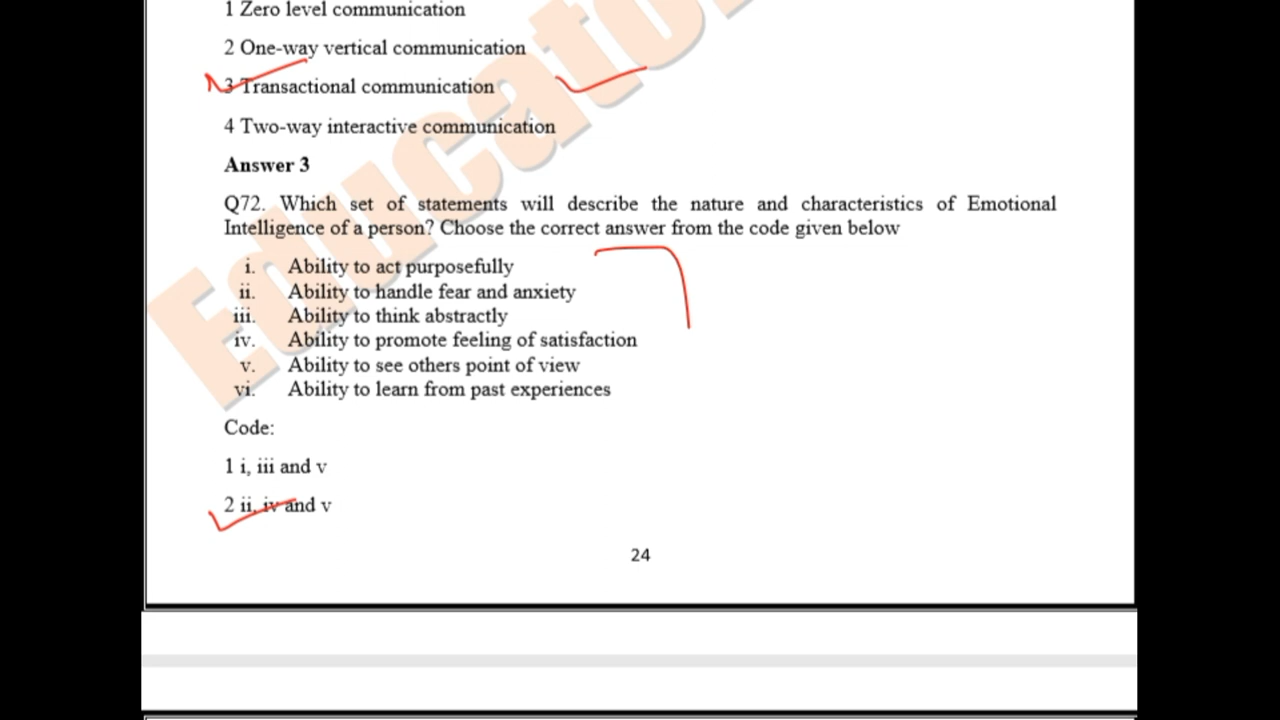 1 Zero level communication
2 One-way vertical communication
3 Transactional communication
4 Two-way interactive communication
Answer 3
Q72. Which set of statements will describe the nature and characteristics of Emotional
Intelligence of a person? Choose the correct answer from the code given below
i. Ability to act purposefully
ii. Ability to handle fear and anxiety
iii. Ability to think abstractly
iv. Ability to promote feeling of satisfaction
v. Ability to see others point of view
vi. Ability to learn from past experiences
Code:
1 i, iii and v
2 ii, iv and v
24
Educato